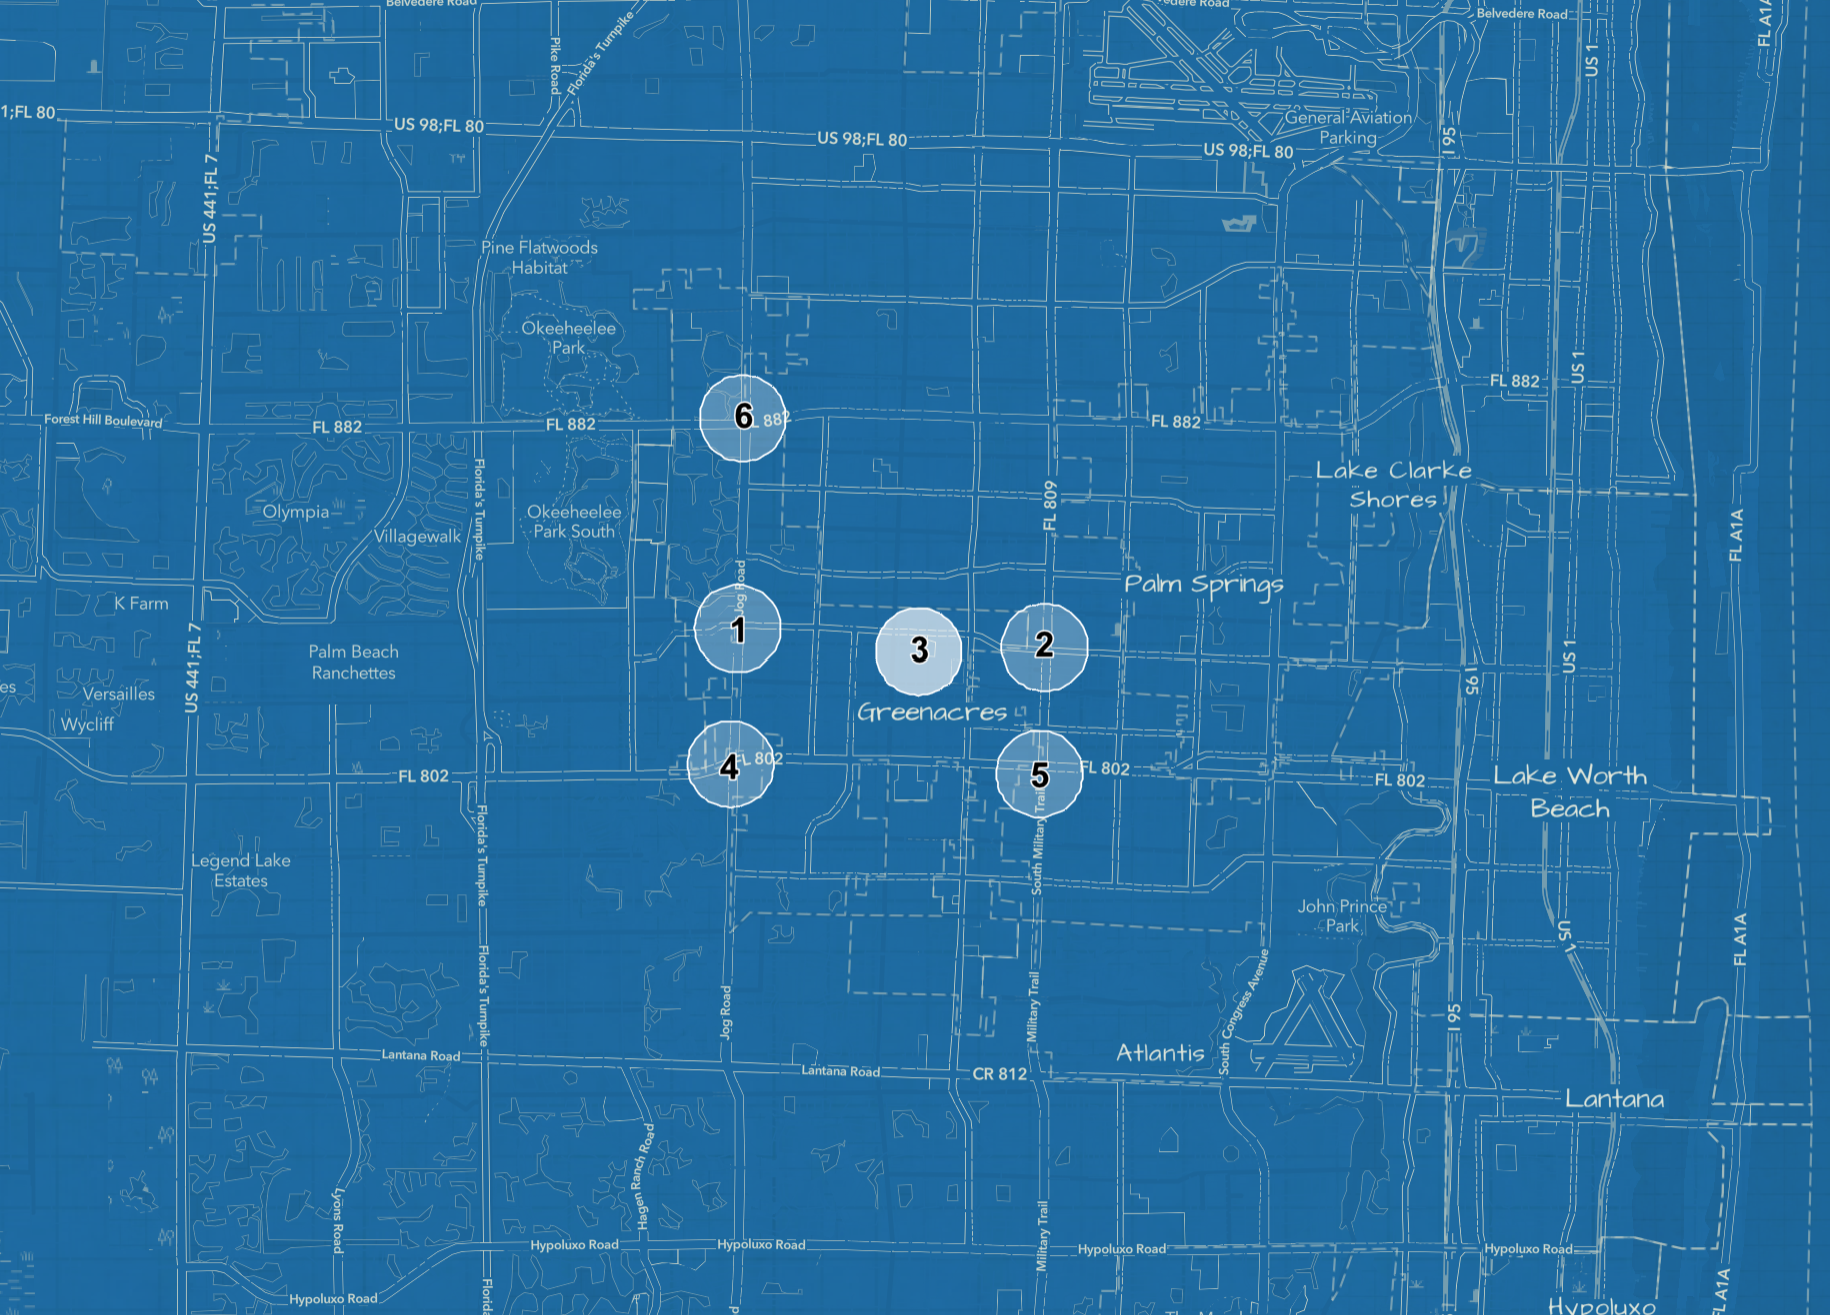 Belvedere Road
vedere Road
Belvedere Road
FL A1A
US 1
Pike Road
Florida's Turnpike
1;FL 80
US 98;FL 80
US 98;FL 80
US 98;FL 80
General Aviation
Parking
I 95
US 441;FL 7
Pine Flatwoods
Habitat
Okeeheelee
Park
US 1
FL 882
Forest Hill Boulevard
FL 882
FL 882
6
L 882
FL 882
Lake Clarke
Shores
Florida's Turnpike
FL 809
Olympia
Okeeheelee
Park South
Villagewalk
FL A1A
Jog Road
Palm Springs
K Farm
1
3
2
US 441;FL 7
Palm Beach
Ranchettes
US 1
I 95
es
Versailles
Wycliff
Greenacres
4
FL 802
5
FL 802
FL 802
FL 802
Lake Worth
Beach
Florida's Turnpike
South Military Trail
Legend Lake
Estates
John Prince
Park
US 1
FL A1A
Florida's Turnpike
Jog Road
Military Trail
South Congress Avenue
I 95
Lantana Road
Lantana Road
CR 812
Atlantis
Lantana
Hagen Ranch Road
Lyons Road
Military Trail
Hypoluxo Road
Hypoluxo Road
Hypoluxo Road
Hypoluxo Road
Hypoluxo Road
Florida
FL A1A
Hypoluxo